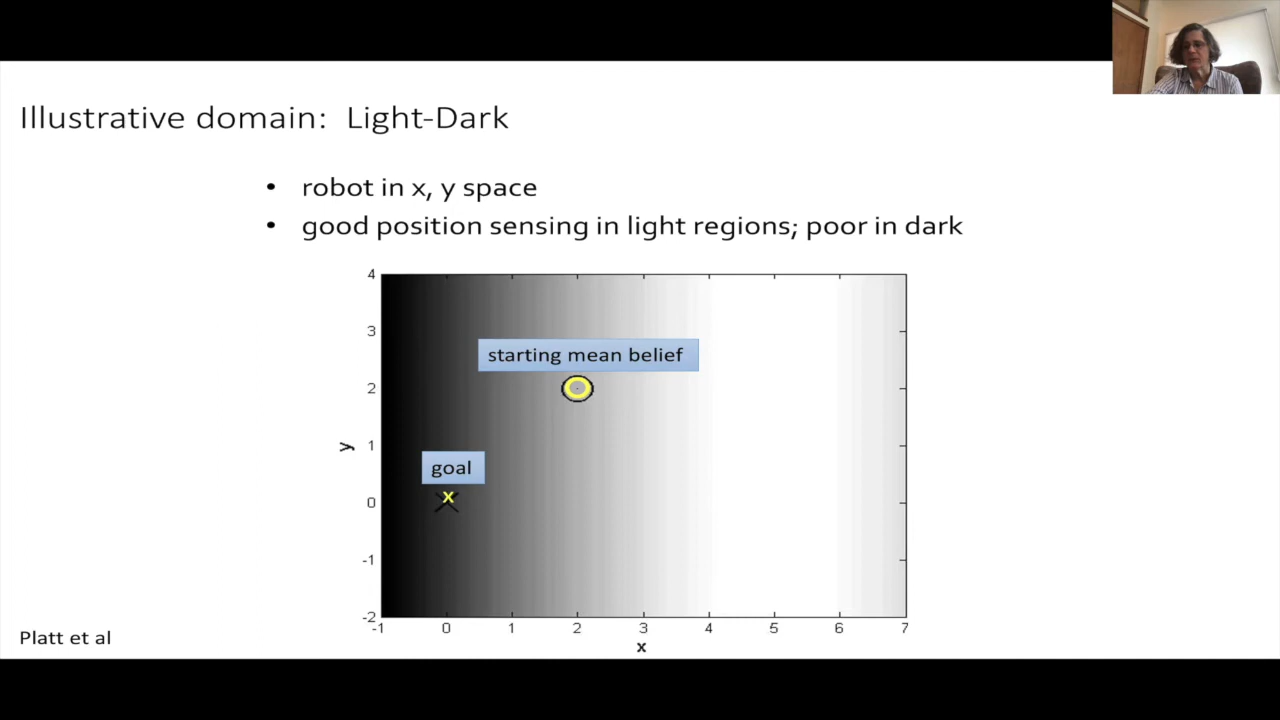 Illustrative domain: Light-Dark
• robot in x, y space
• good position sensing in light regions; poor in dark
4
3
starting mean belief
2
y
1
goal
x
0
-1
-2
-1 0 1 2 3 4 5 6 7
x
Platt et al